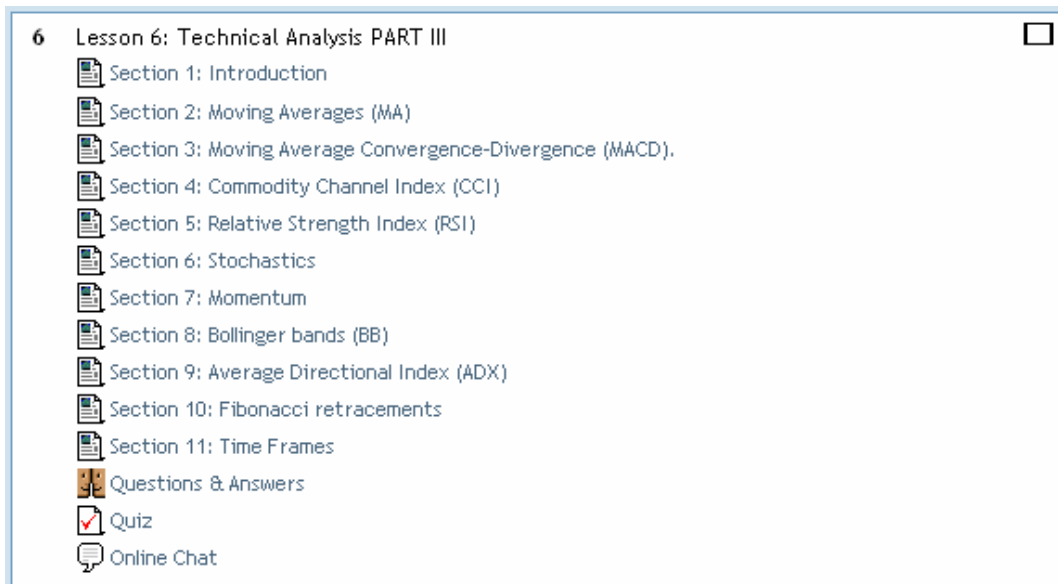 6 Lesson 6: Technical Analysis PART III
Section 1: Introduction
Section 2: Moving Averages (MA)
Section 3: Moving Average Convergence-Divergence (MACD).
Section 4: Commodity Channel Index (CCI)
Section 5: Relative Strength Index (RSI)
Section 6: Stochastics
Section 7: Momentum
Section 8: Bollinger bands (BB)
Section 9: Average Directional Index (ADX)
Section 10: Fibonacci retracements
Section 11: Time Frames
Questions & Answers
Quiz
Online Chat